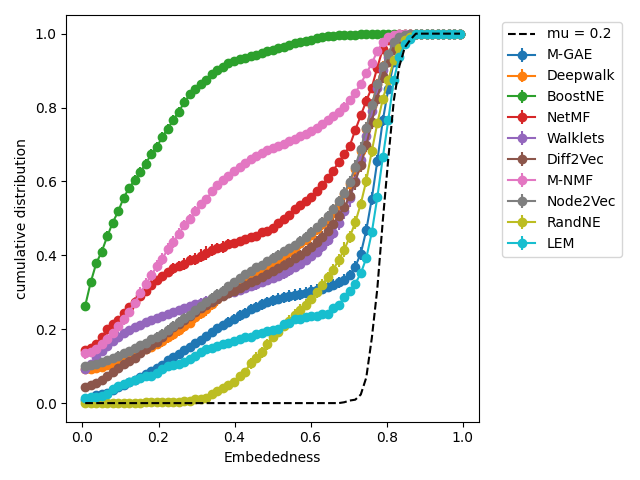 1.0
0.8
0.6
0.4
0.2
0.0
cumulative distribution
0.0 0.2 0.4 0.6 0.8 1.0
Embededness
mu = 0.2
M-GAE
Deepwalk
BoostNE
NetMF
Walklets
Diff2Vec
M-NMF
Node2Vec
RandNE
LEM